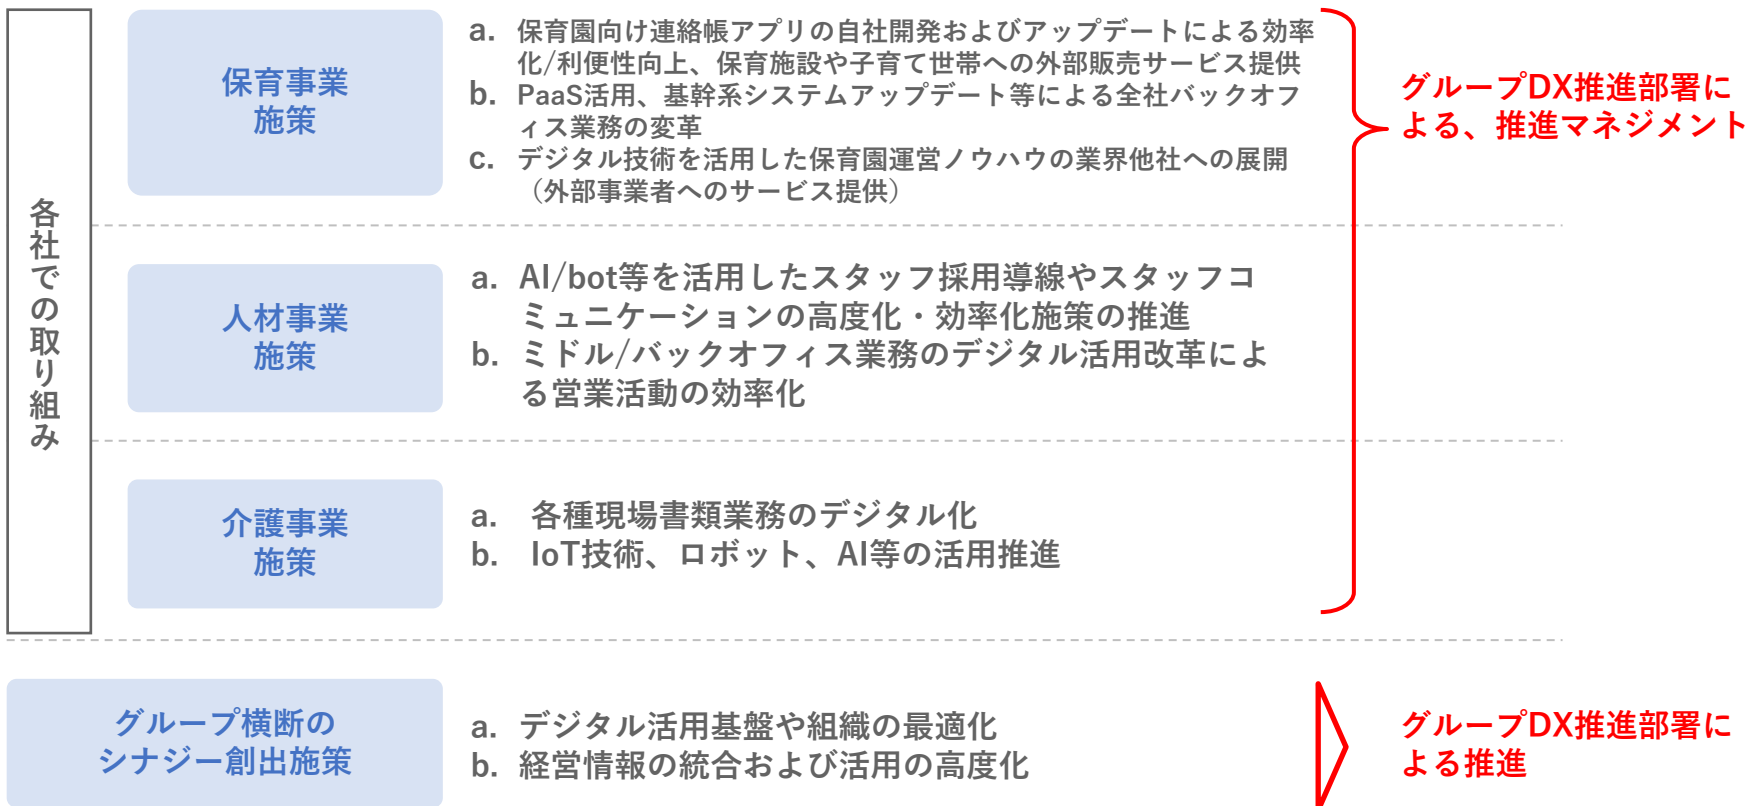 各社での取り組み
保育事業
施策
a. 保育園向け連絡帳アプリの自社開発およびアップデートによる効率
化/利便性向上、保育施設や子育て世帯への外部販売サービス提供
b. PaaS活用、基幹系システムアップデート等による全社バックオフ
ィス業務の変革
c. デジタル技術を活用した保育園運営ノウハウの業界他社への展開
（外部事業者へのサービス提供）
グループDX推進部署に
よる、推進マネジメント
人材事業
施策
a. AI/bot等を活用したスタッフ採用導線やスタッフコ
ミュニケーションの高度化・効率化施策の推進
b. ミドル/バックオフィス業務のデジタル活用改革によ
る営業活動の効率化
介護事業
施策
a. 各種現場書類業務のデジタル化
b. IoT技術、ロボット、AI等の活用推進
グループ横断の
シナジー創出施策
a. デジタル活用基盤や組織の最適化
b. 経営情報の統合および活用の高度化
グループDX推進部署に
よる推進